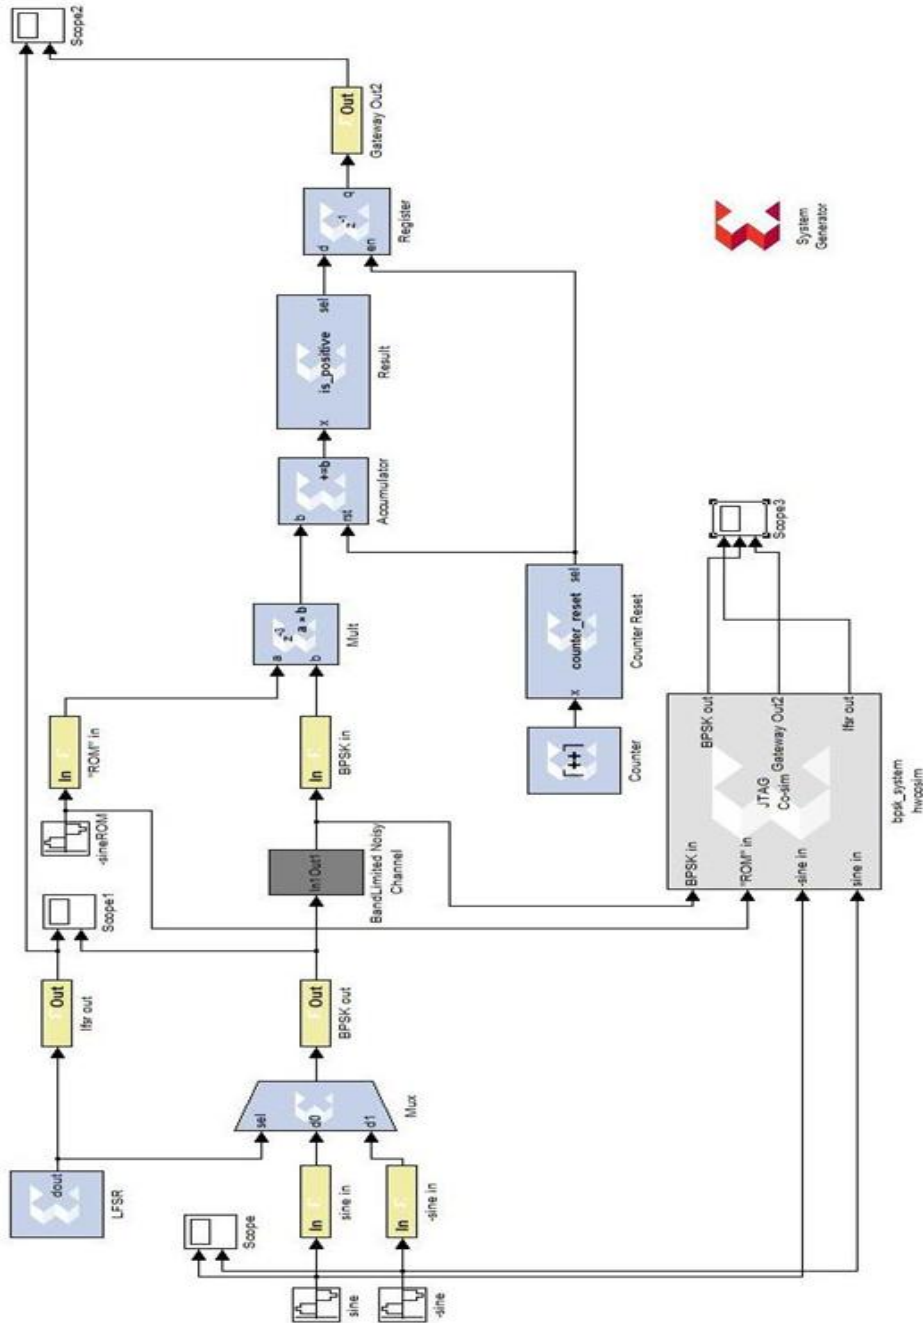 Scope2
Out
Gateway Out2
d
en
q
z-1
Register
x
is_positive
sel
Result
b
rst
+=b
Accumulator
a
b
z-3
a × b
Mult
In
"ROM" in
-sineROM
In
BPSK in
[++]
Counter
x
counter_reset
sel
Counter Reset
Scope1
In1Out1
BandLimited Noisy
Channel
Out
lfsr out
Out
BPSK out
dout
LFSR
sel
d0
d1
Mux
Scope
In
sine in
In
-sine in
sine
-sine
BPSK in
"ROM" in
-sine in
sine in
JTAG
Co-sim
BPSK out
Gateway Out2
lfsr out
bpsk_system
hwcosim
Scope3
System
Generator